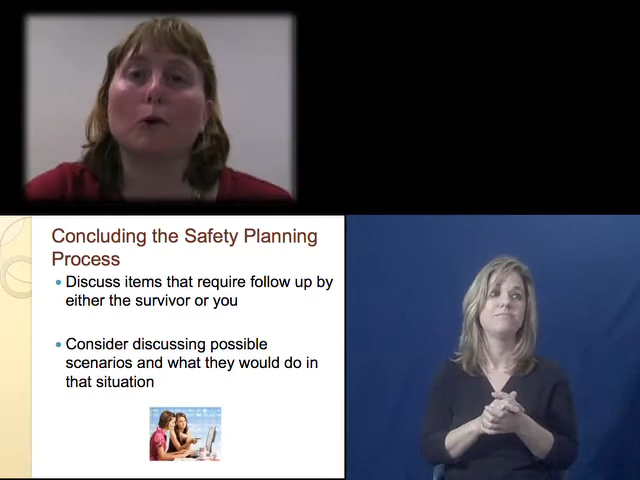 Concluding the Safety Planning
Process
• Discuss items that require follow up by
either the survivor or you
• Consider discussing possible
scenarios and what they would do in
that situation